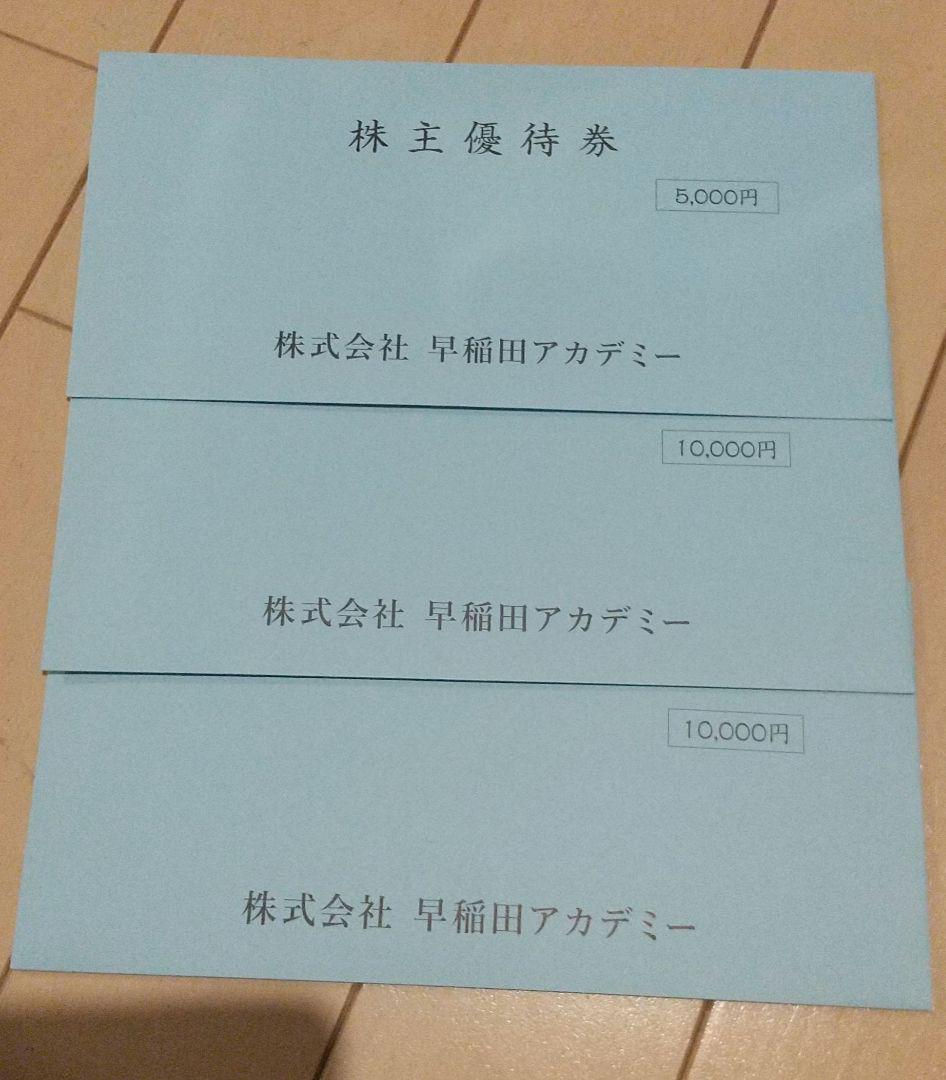 株主優待券
5,000円
株式会社 早稲田アカデミー
10,000円
株式会社 早稲田アカデミー
10,000円
株式会社 早稲田アカデミー